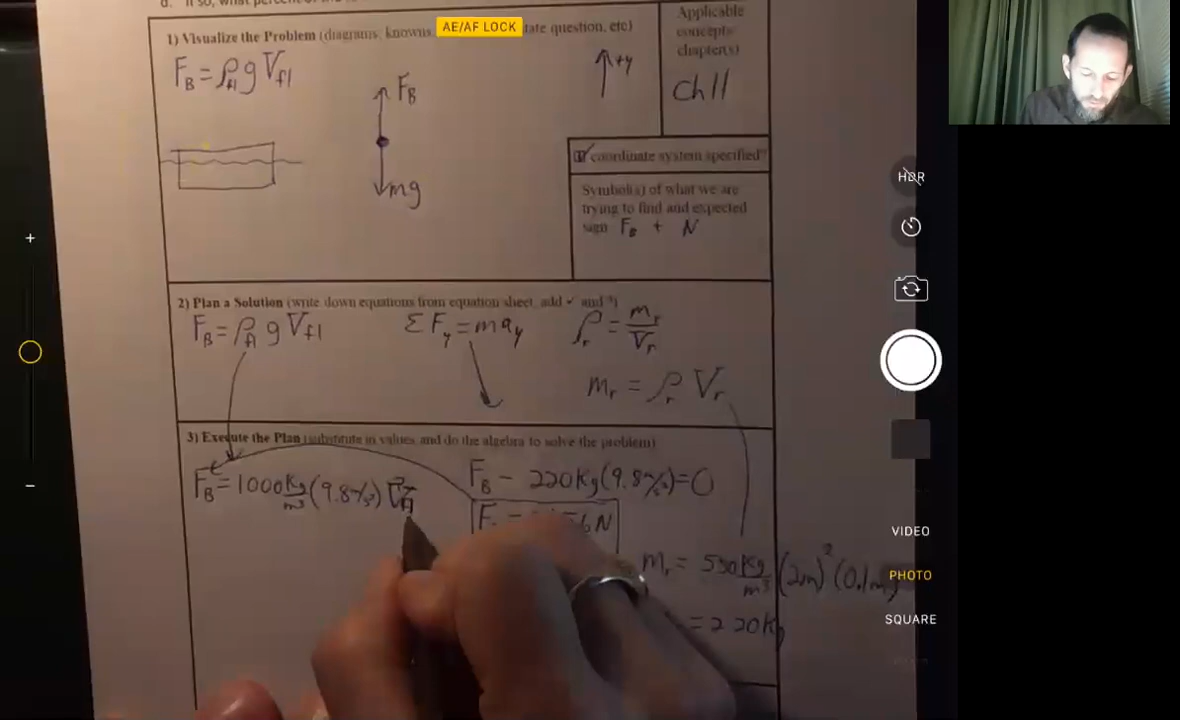 AE/AF LOCK
1) Visualize the Problem (diagrams, knowns, tate question, etc)
Applicable
concepts
chapter(s)
Ch 11
F_B = ρ_fl g V_fl
F_B
mg
+y
coordinate system specified?
Symbol(s) of what we are
trying to find and expected
sign F_B + N
2) Plan a Solution (write down equations from equation sheet, add ✓ and ?)
F_B = ρ_fl g V_fl
ΣF_y = ma_y
ρ_r = m_r/V_r
m_r = ρ_r V_r
3) Execute the Plan (substitute in values and do the algebra to solve the problem)
F_B = 1000 kg/m³ (9.8 m/s²) V_fl
F_B - 220 kg (9.8 m/s²) = 0
6 N
m_r = 550 kg/m³ (2m)² (0.1m)
= 220 kg
HDR
VIDEO
PHOTO
SQUARE